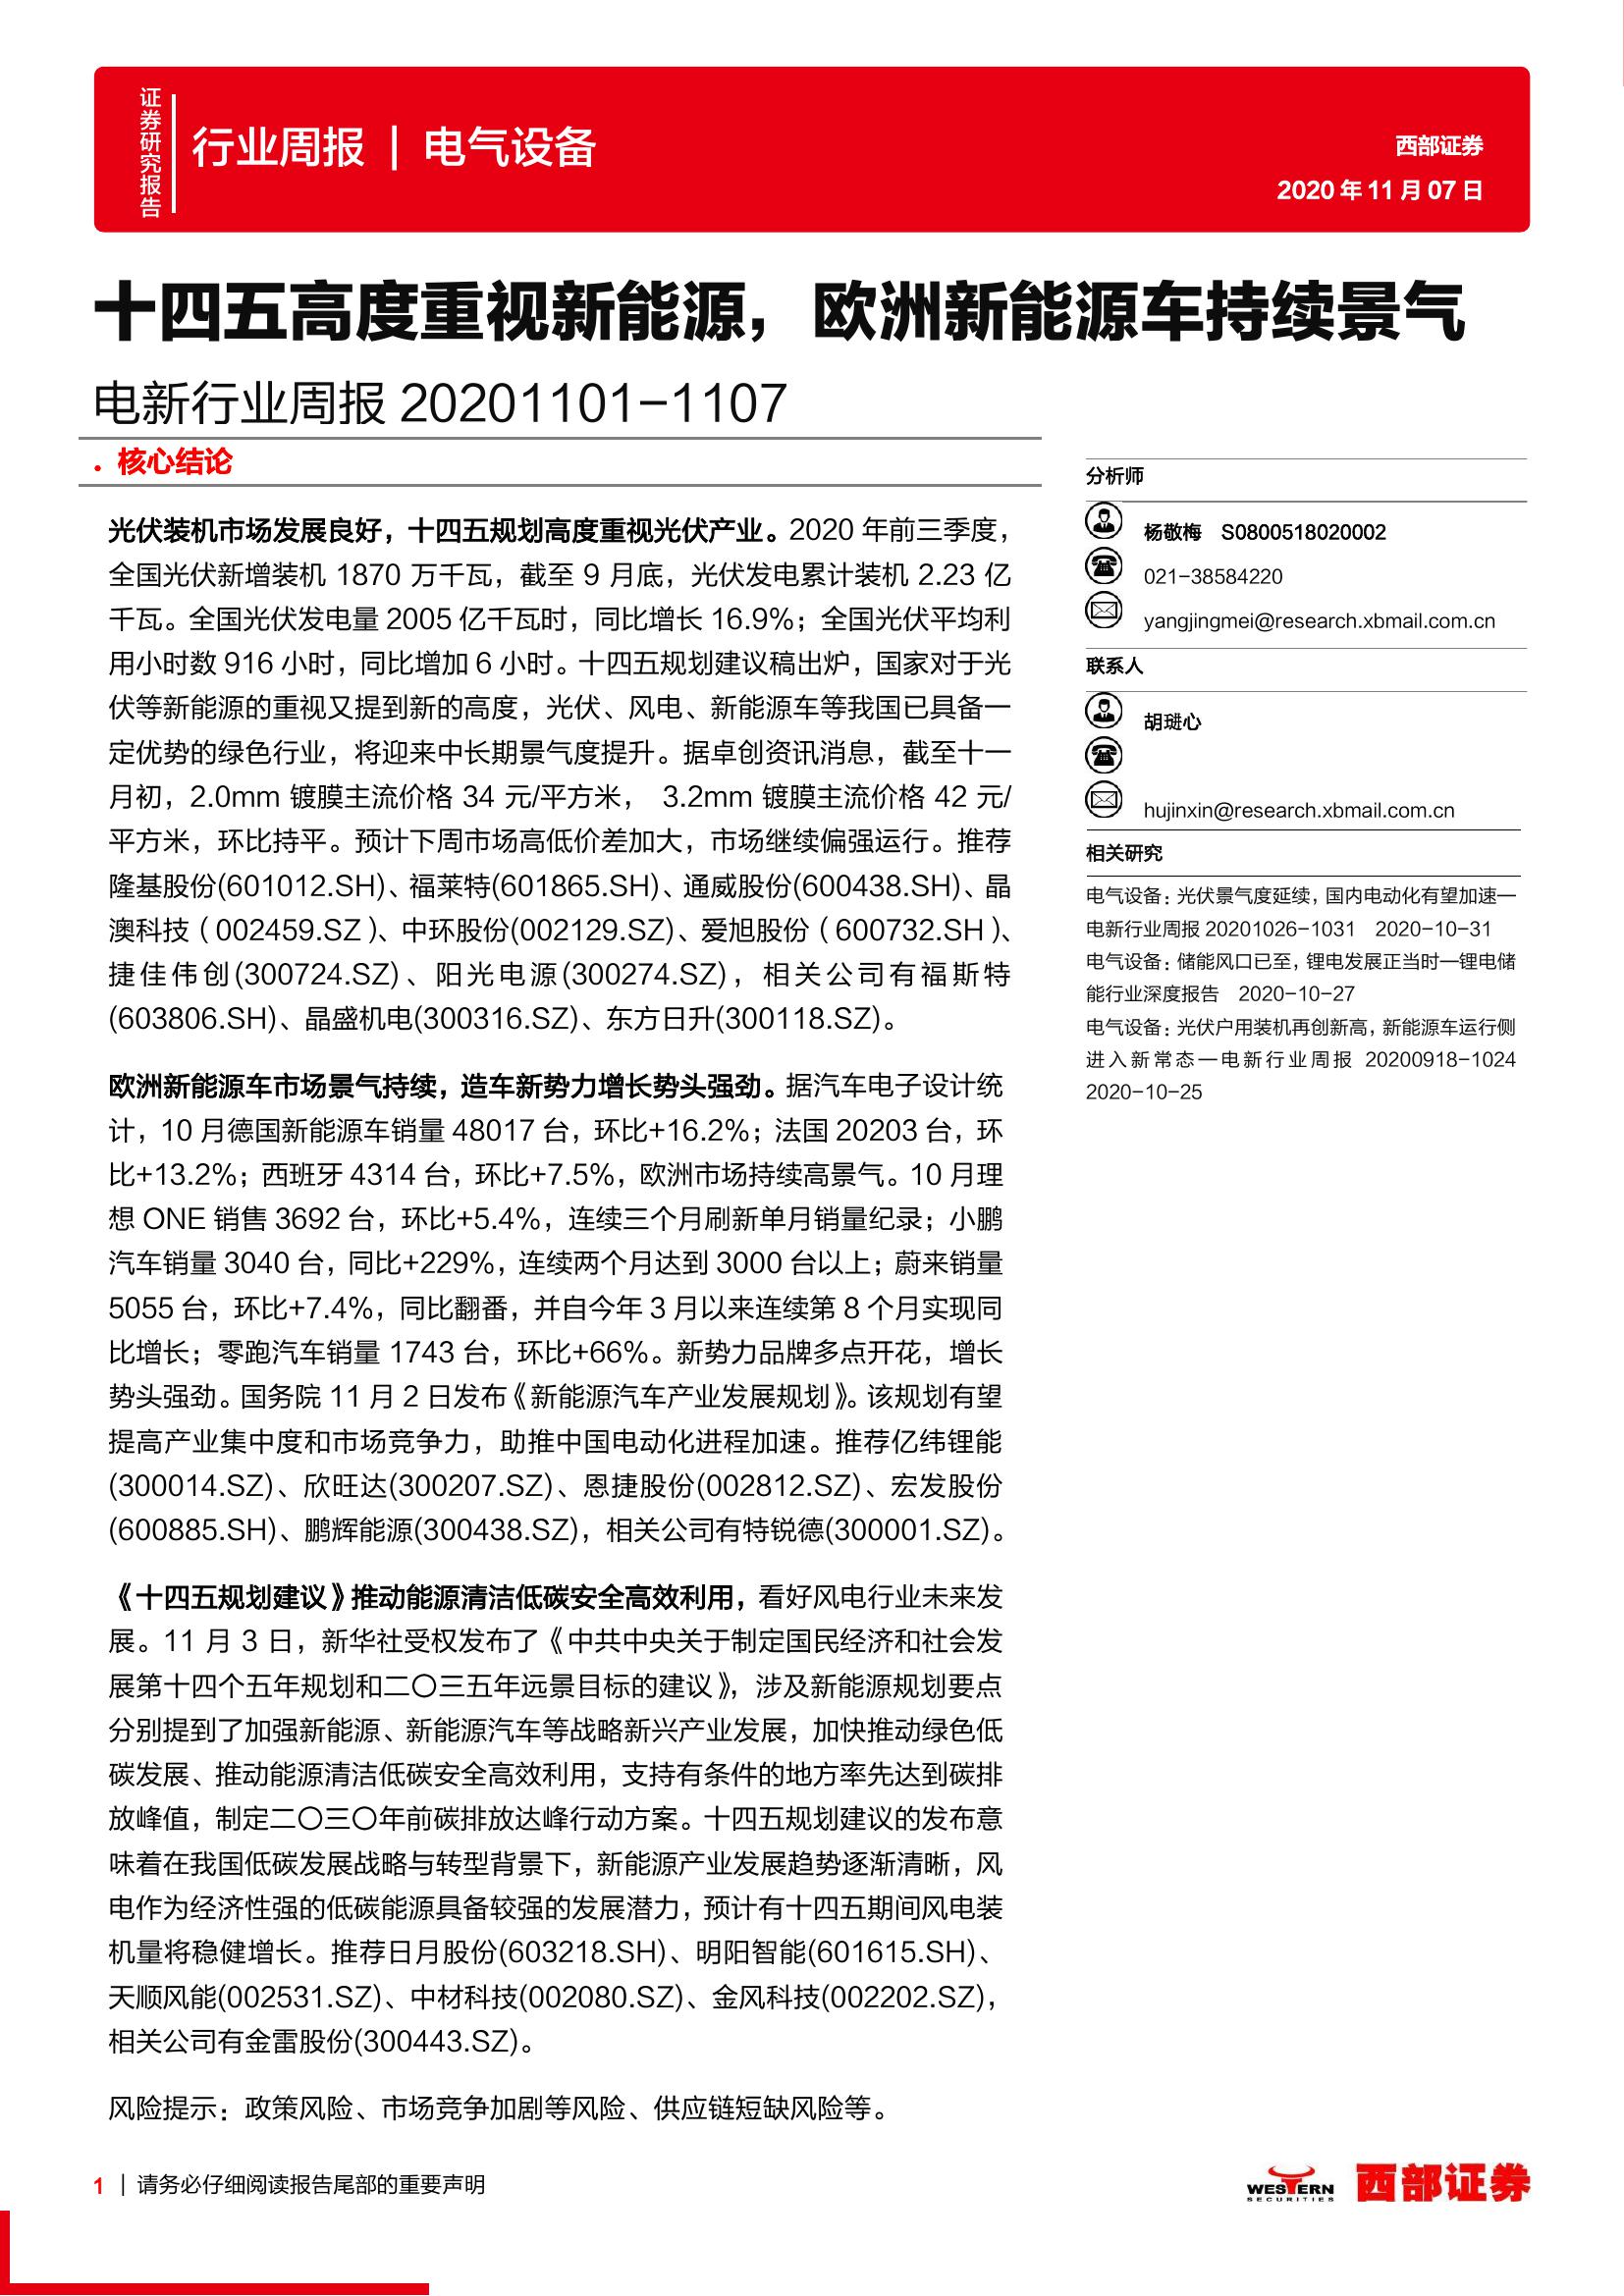 证券研究报告
行业周报 | 电气设备
西部证券
2020 年 11 月 07 日
十四五高度重视新能源，欧洲新能源车持续景气
电新行业周报 20201101-1107
. 核心结论
光伏装机市场发展良好，十四五规划高度重视光伏产业。2020 年前三季度，
全国光伏新增装机 1870 万千瓦，截至 9 月底，光伏发电累计装机 2.23 亿
千瓦。全国光伏发电量 2005 亿千瓦时，同比增长 16.9%；全国光伏平均利
用小时数 916 小时，同比增加 6 小时。十四五规划建议稿出炉，国家对于光
伏等新能源的重视又提到新的高度，光伏、风电、新能源车等我国已具备一
定优势的绿色行业，将迎来中长期景气度提升。据卓创资讯消息，截至十一
月初，2.0mm 镀膜主流价格 34 元/平方米， 3.2mm 镀膜主流价格 42 元/
平方米，环比持平。预计下周市场高低价差加大，市场继续偏强运行。推荐
隆基股份(601012.SH)、福莱特(601865.SH)、通威股份(600438.SH)、晶
澳科技（002459.SZ）、中环股份(002129.SZ)、爱旭股份（600732.SH）、
捷佳伟创(300724.SZ)、阳光电源(300274.SZ)，相关公司有福斯特
(603806.SH)、晶盛机电(300316.SZ)、东方日升(300118.SZ)。
欧洲新能源车市场景气持续，造车新势力增长势头强劲。据汽车电子设计统
计，10 月德国新能源车销量 48017 台，环比+16.2%；法国 20203 台，环
比+13.2%；西班牙 4314 台，环比+7.5%，欧洲市场持续高景气。10 月理
想 ONE 销售 3692 台，环比+5.4%，连续三个月刷新单月销量纪录；小鹏
汽车销量 3040 台，同比+229%，连续两个月达到 3000 台以上；蔚来销量
5055 台，环比+7.4%，同比翻番，并自今年 3 月以来连续第 8 个月实现同
比增长；零跑汽车销量 1743 台，环比+66%。新势力品牌多点开花，增长
势头强劲。国务院 11 月 2 日发布《新能源汽车产业发展规划》。该规划有望
提高产业集中度和市场竞争力，助推中国电动化进程加速。推荐亿纬锂能
(300014.SZ)、欣旺达(300207.SZ)、恩捷股份(002812.SZ)、宏发股份
(600885.SH)、鹏辉能源(300438.SZ)，相关公司有特锐德(300001.SZ)。
《十四五规划建议》推动能源清洁低碳安全高效利用，看好风电行业未来发
展。11 月 3 日，新华社受权发布了《中共中央关于制定国民经济和社会发
展第十四个五年规划和二〇三五年远景目标的建议》，涉及新能源规划要点
分别提到了加强新能源、新能源汽车等战略新兴产业发展，加快推动绿色低
碳发展、推动能源清洁低碳安全高效利用，支持有条件的地方率先达到碳排
放峰值，制定二〇三〇年前碳排放达峰行动方案。十四五规划建议的发布意
味着在我国低碳发展战略与转型背景下，新能源产业发展趋势逐渐清晰，风
电作为经济性强的低碳能源具备较强的发展潜力，预计有十四五期间风电装
机量将稳健增长。推荐日月股份(603218.SH)、明阳智能(601615.SH)、
天顺风能(002531.SZ)、中材科技(002080.SZ)、金风科技(002202.SZ)，
相关公司有金雷股份(300443.SZ)。
风险提示：政策风险、市场竞争加剧等风险、供应链短缺风险等。
分析师
杨敬梅 S0800518020002
021-38584220
yangjingmei@research.xbmail.com.cn
联系人
胡琎心
hujinxin@research.xbmail.com.cn
相关研究
电气设备：光伏景气度延续，国内电动化有望加速—
电新行业周报 20201026-1031 2020-10-31
电气设备：储能风口已至，锂电发展正当时—锂电储
能行业深度报告 2020-10-27
电气设备：光伏户用装机再创新高，新能源车运行侧
进入新常态—电新行业周报 20200918-1024
2020-10-25
1 | 请务必仔细阅读报告尾部的重要声明
WESTERN
SECURITIES
西部证券